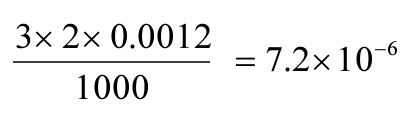 3× 2× 0.0012 / 1000 = 7.2×10⁻⁶